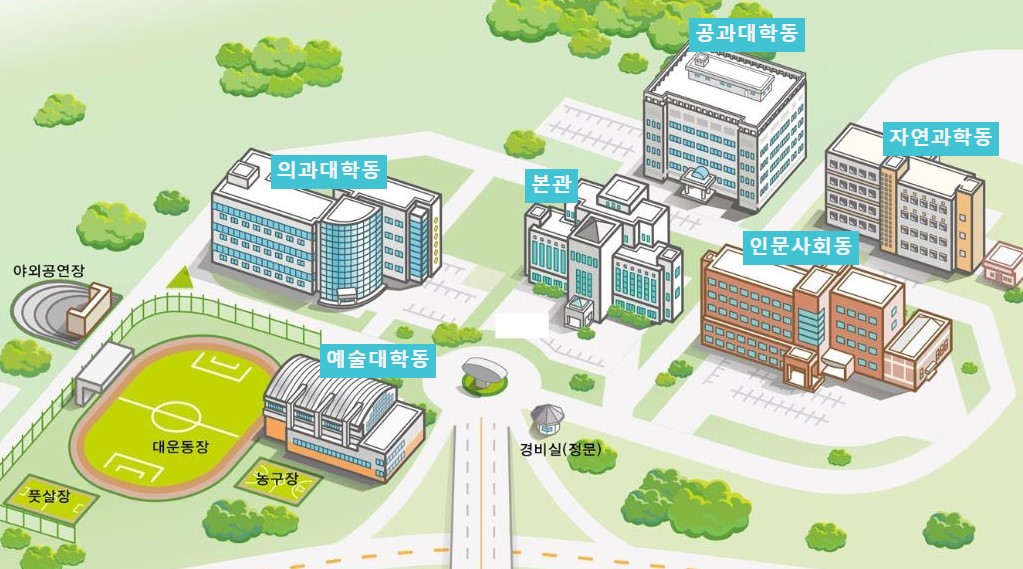 공과대학동
자연과학동
의과대학동
본관
인문사회동
야외공연장
예술대학동
대운동장
경비실(정문)
농구장
풋살장